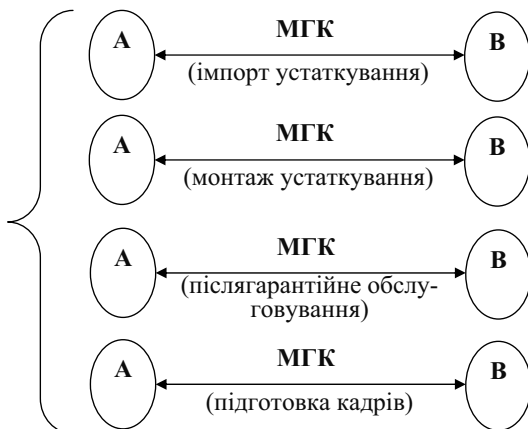 МГК
А В
(імпорт устаткування)
МГК
А В
(монтаж устаткування)
МГК
А В
(післягарантійне обслу-
говування)
МГК
А В
(підготовка кадрів)